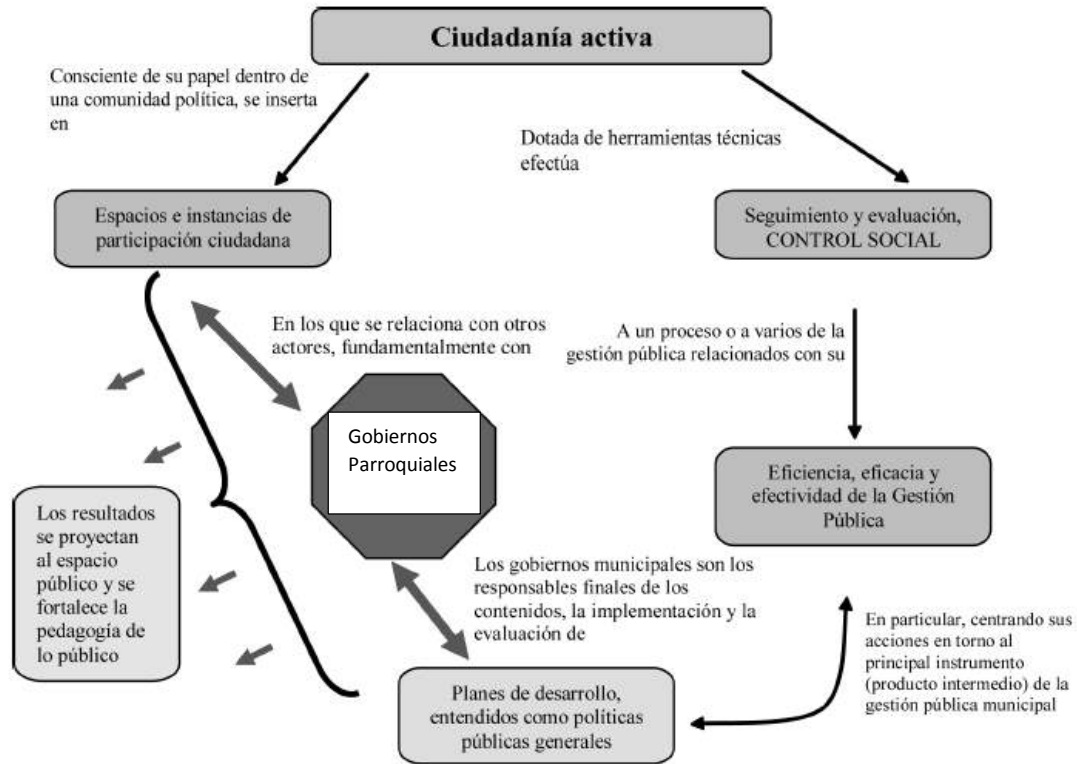 Ciudadanía activa
Consciente de su papel dentro de
una comunidad política, se inserta
en
Dotada de herramientas técnicas
efectúa
Espacios e instancias de
participación ciudadana
Seguimiento y evaluación,
CONTROL SOCIAL
En los que se relaciona con otros
actores, fundamentalmente con
A un proceso o a varios de la
gestión pública relacionados con su
Gobiernos
Parroquiales
Eficiencia, eficacia y
efectividad de la Gestión
Pública
Los resultados
se proyectan
al espacio
público y se
fortalece la
pedagogía de
lo público
Los gobiernos municipales son los
responsables finales de los
contenidos, la implementación y la
evaluación de
En particular, centrando sus
acciones en torno al
principal instrumento
(producto intermedio) de la
gestión pública municipal
Planes de desarrollo,
entendidos como políticas
públicas generales